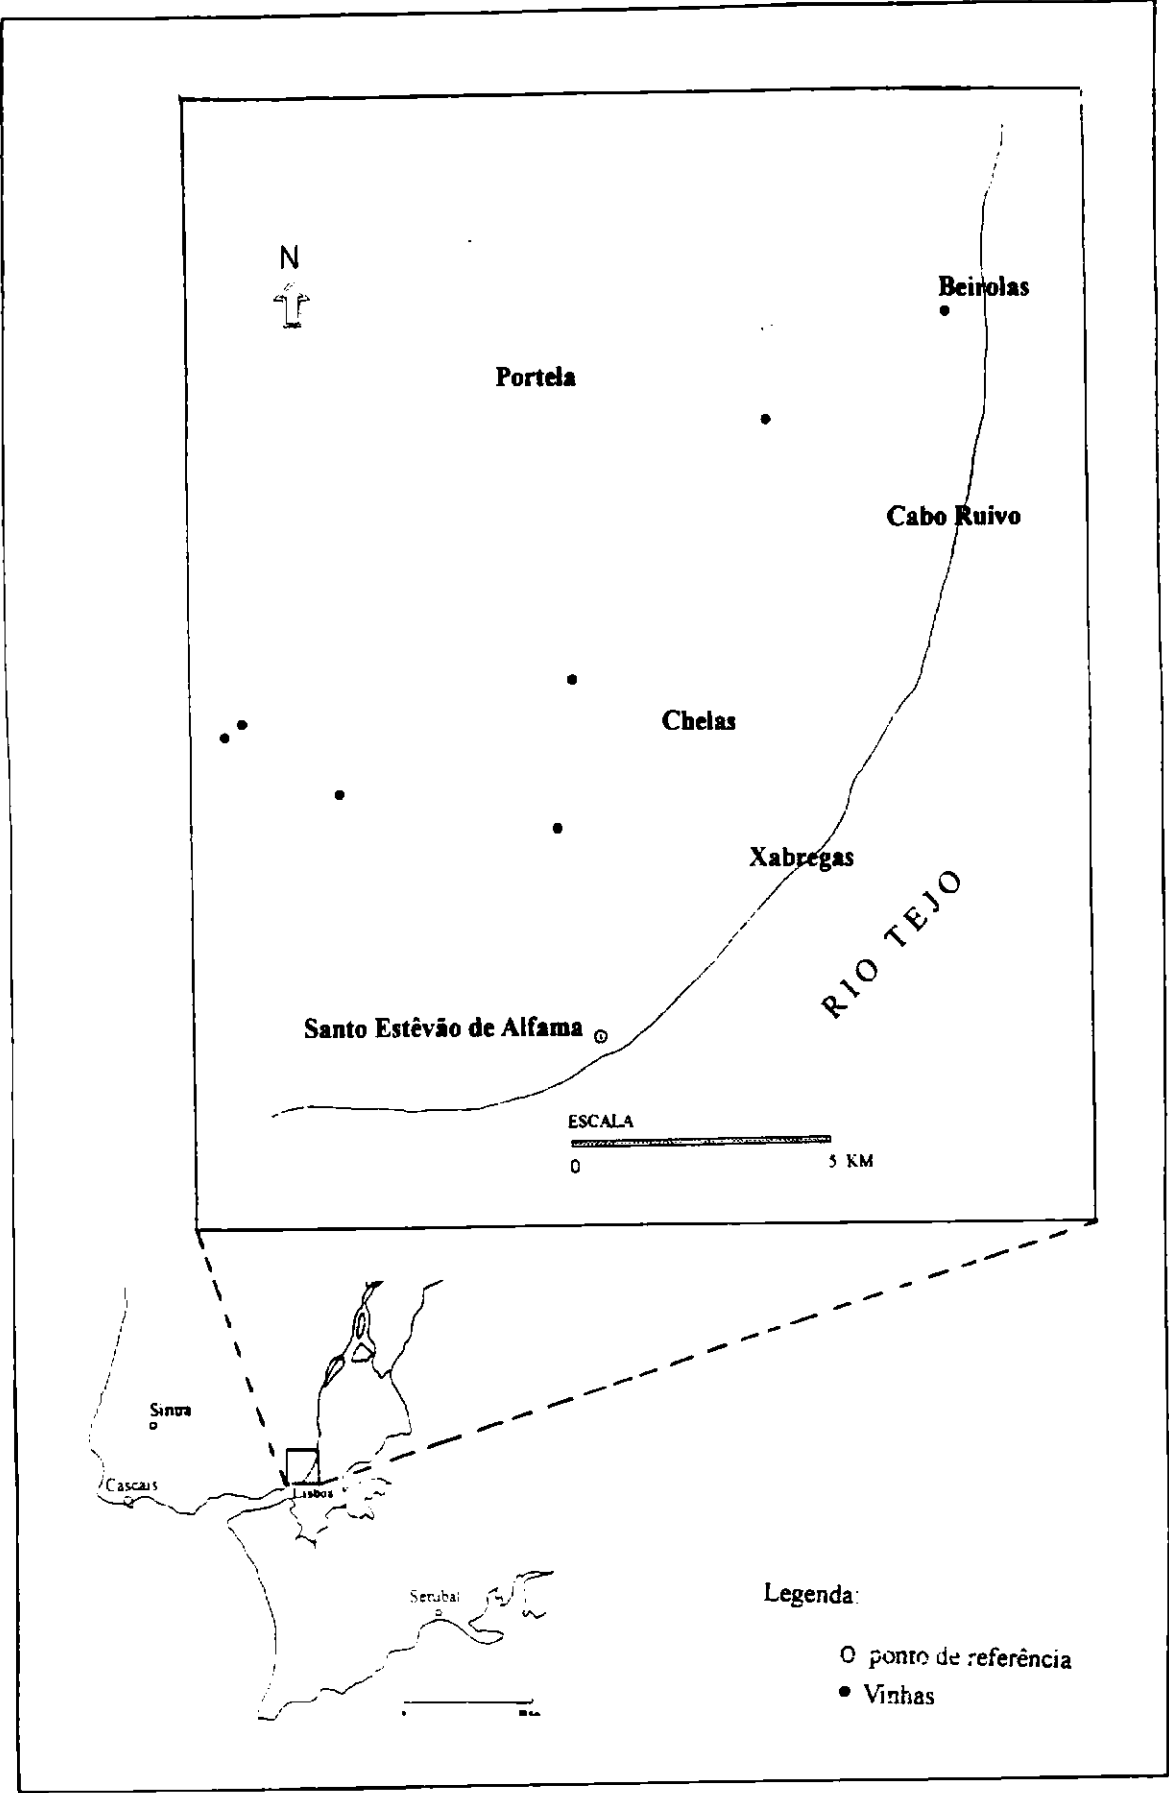 N
Beirolas
Portela
Cabo Ruivo
Chelas
Xabregas
RIO TEJO
Santo Estêvão de Alfama
ESCALA
0 5 KM
Sintra
Cascais
Lisboa
Setubal
Legenda:
ponto de referência
Vinhas